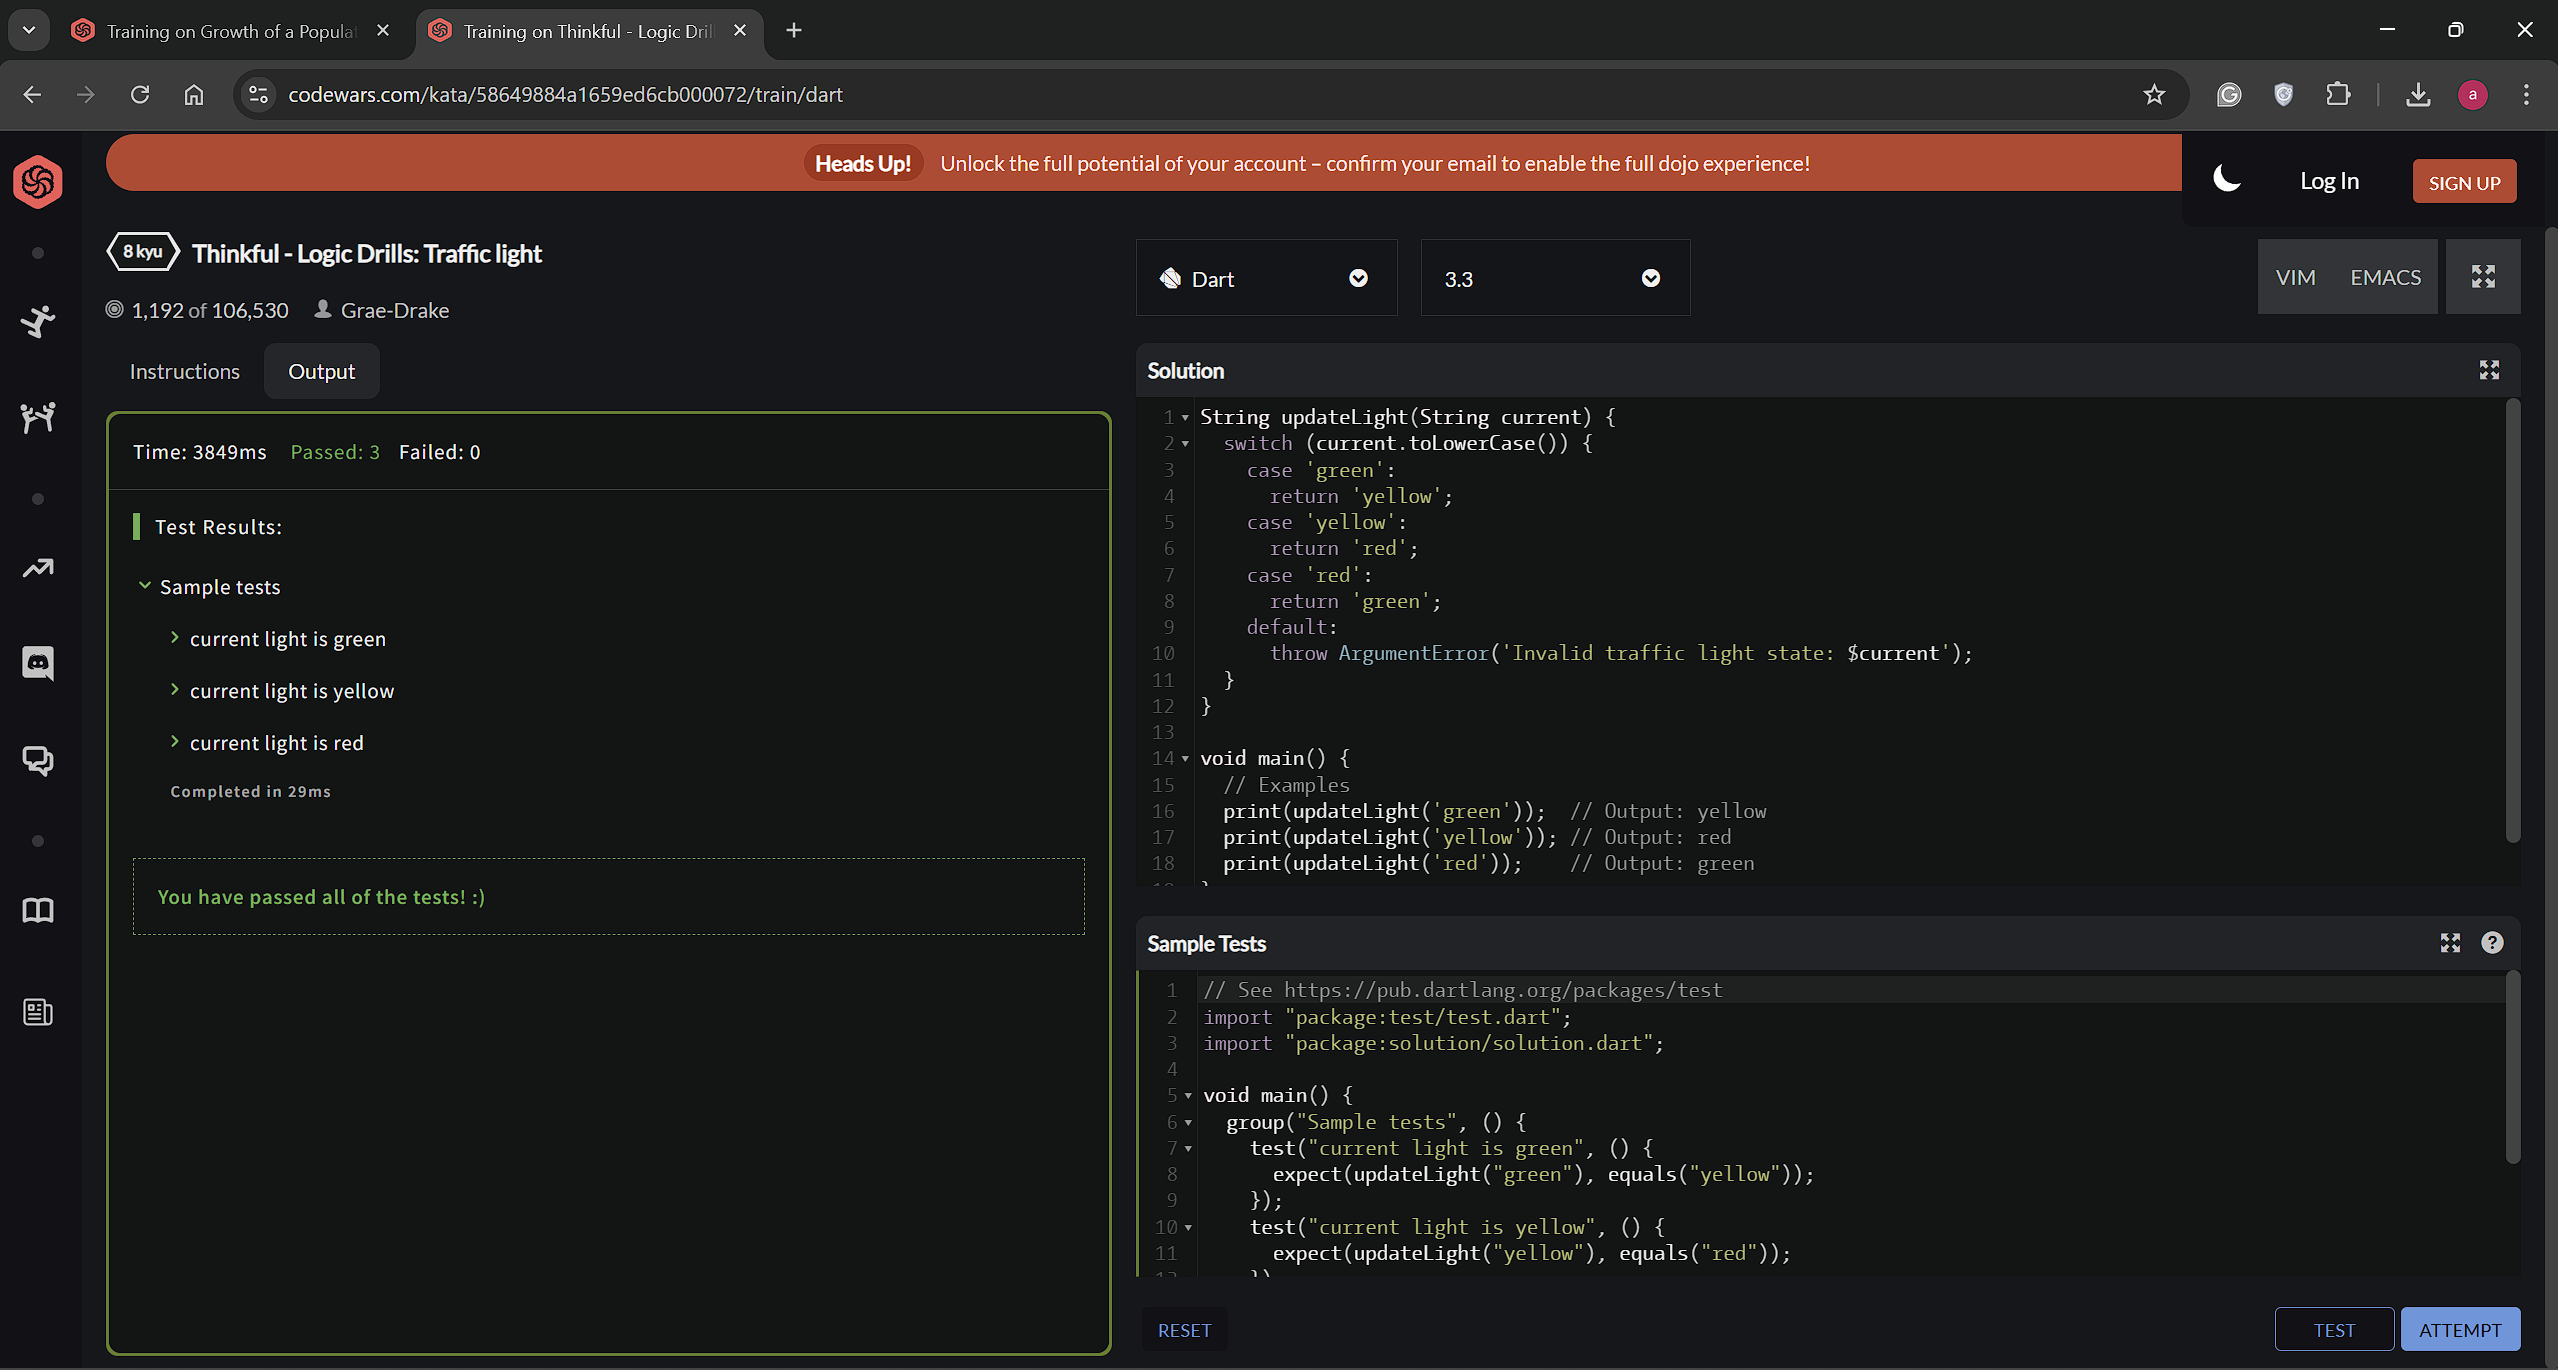 Training on Growth of a Populat
Training on Thinkful - Logic Dril
codewars.com/kata/58649884a1659ed6cb000072/train/dart
a
Heads Up! Unlock the full potential of your account – confirm your email to enable the full dojo experience!
Log In
SIGN UP
8 kyu
Thinkful - Logic Drills: Traffic light
1,192 of 106,530 Grae-Drake
Instructions
Output
Time: 3849ms Passed: 3 Failed: 0
Test Results:
Sample tests
current light is green
current light is yellow
current light is red
Completed in 29ms
You have passed all of the tests! :)
Dart
3.3
VIM
EMACS
Solution
1 String updateLight(String current) {
2 switch (current.toLowerCase()) {
3 case 'green':
4 return 'yellow';
5 case 'yellow':
6 return 'red';
7 case 'red':
8 return 'green';
9 default:
10 throw ArgumentError('Invalid traffic light state: $current');
11 }
12 }
13
14 void main() {
15 // Examples
16 print(updateLight('green')); // Output: yellow
17 print(updateLight('yellow')); // Output: red
18 print(updateLight('red')); // Output: green
Sample Tests
?
1 // See https://pub.dartlang.org/packages/test
2 import "package:test/test.dart";
3 import "package:solution/solution.dart";
4
5 void main() {
6 group("Sample tests", () {
7 test("current light is green", () {
8 expect(updateLight("green"), equals("yellow"));
9 });
10 test("current light is yellow", () {
11 expect(updateLight("yellow"), equals("red"));
RESET
TEST
ATTEMPT